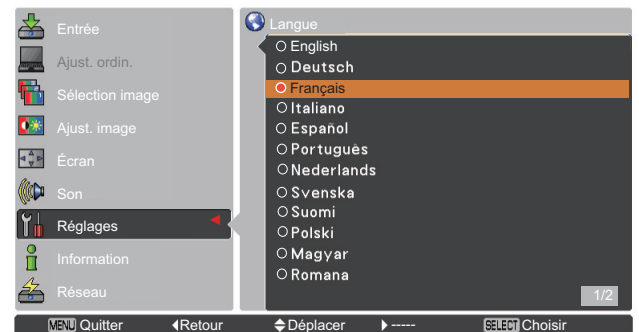 Entrée
Ajust. ordin.
Sélection image
Ajust. image
Écran
Son
Réglages
Information
Réseau
Langue
English
Deutsch
Français
Italiano
Español
Português
Nederlands
Svenska
Suomi
Polski
Magyar
Romana
1/2
MENU Quitter
Retour
Déplacer
-----
SELECT Choisir